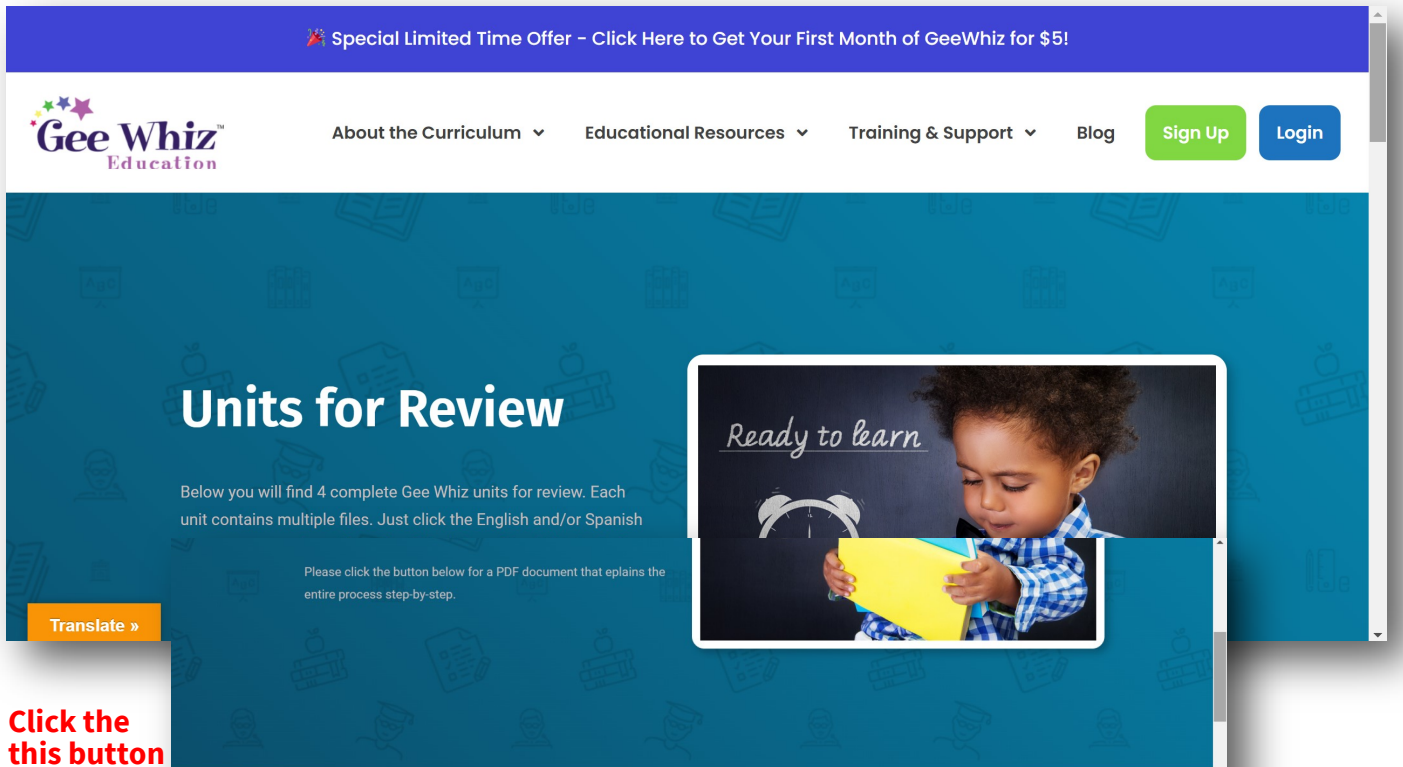 🎉 Special Limited Time Offer – Click Here to Get Your First Month of GeeWhiz for $5!
Gee Whiz™
Education
About the Curriculum
Educational Resources
Training & Support
Blog
Sign Up
Login
Units for Review
Ready to learn
Below you will find 4 complete Gee Whiz units for review. Each
unit contains multiple files. Just click the English and/or Spanish
Please click the button below for a PDF document that eplains the
entire process step-by-step.
Translate »
Click the
this button